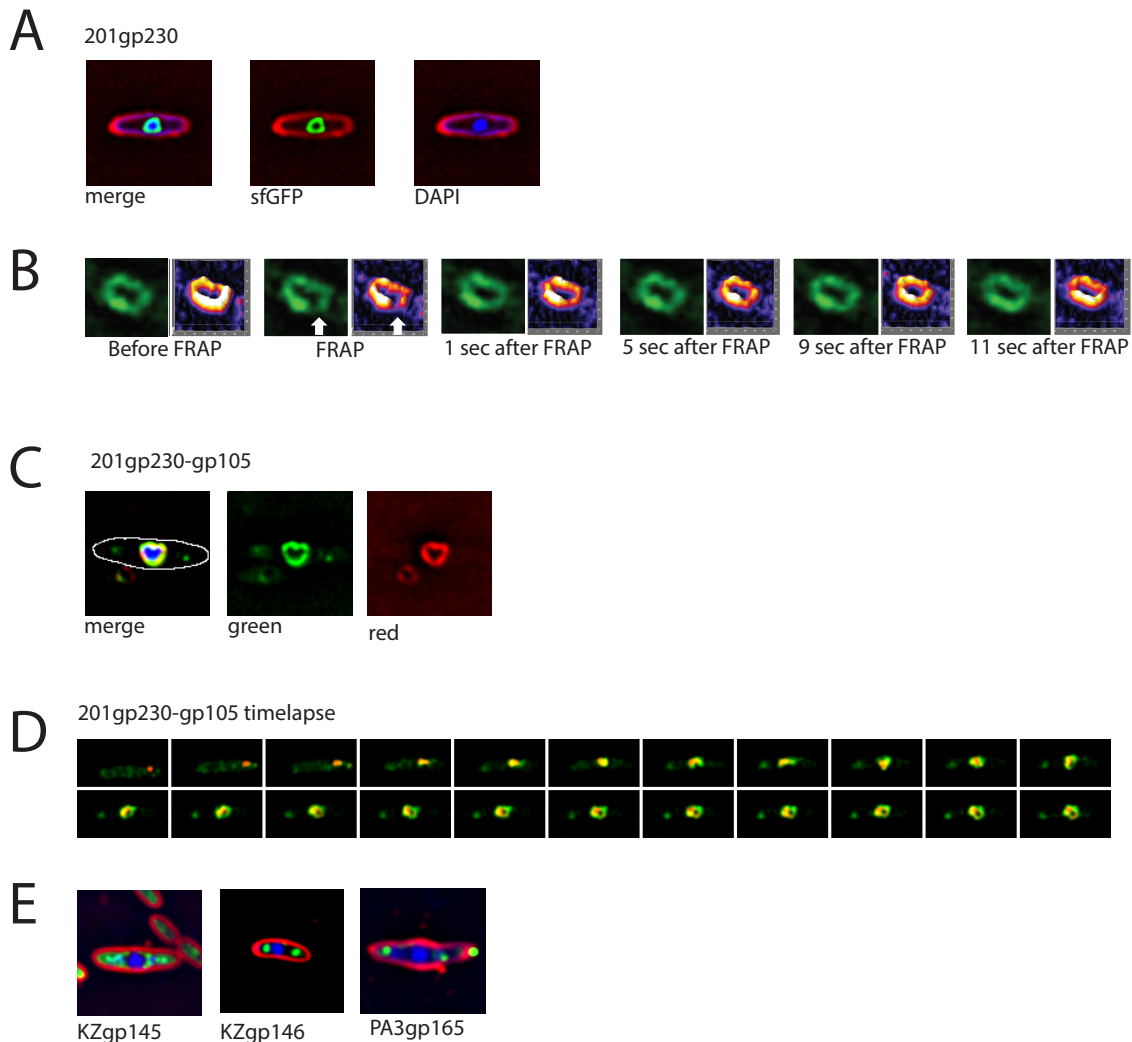 A
201gp230
merge sfGFP DAPI
B
Before FRAP FRAP 1 sec after FRAP 5 sec after FRAP 9 sec after FRAP 11 sec after FRAP
C
201gp230-gp105
merge green red
D
201gp230-gp105 timelapse
E
KZgp145 KZgp146 PA3gp165